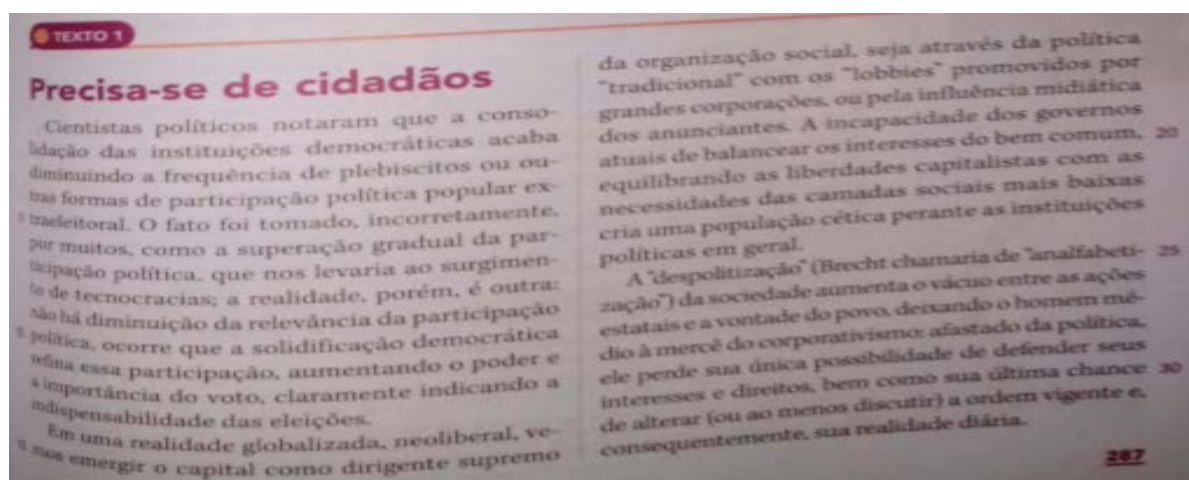 TEXTO 1
Precisa-se de cidadãos
Cientistas políticos notaram que a conso-
lidação das instituições democráticas acaba
diminuindo a frequência de plebiscitos ou ou-
tras formas de participação política popular ex-
5 traeleitoral. O fato foi tomado, incorretamente,
por muitos, como a superação gradual da par-
ticipação política, que nos levaria ao surgimen-
to de tecnocracias; a realidade, porém, é outra:
não há diminuição da relevância da participação
política, ocorre que a solidificação democrática
refina essa participação, aumentando o poder e
a importância do voto, claramente indicando a
indispensabilidade das eleições.
Em uma realidade globalizada, neoliberal, ve-
mos emergir o capital como dirigente supremo
da organização social, seja através da política
"tradicional" com os "lobbies" promovidos por
grandes corporações, ou pela influência midiática
dos anunciantes. A incapacidade dos governos
atuais de balancear os interesses do bem comum, 20
equilibrando as liberdades capitalistas com as
necessidades das camadas sociais mais baixas
cria uma população cética perante as instituições
políticas em geral.
A "despolitização" (Brecht chamaria de "analfabeti- 25
zação") da sociedade aumenta o vácuo entre as ações
estatais e a vontade do povo, deixando o homem mé-
dio à mercê do corporativismo: afastado da política,
ele perde sua única possibilidade de defender seus
interesses e direitos, bem como sua última chance 30
de alterar (ou ao menos discutir) a ordem vigente e,
consequentemente, sua realidade diária.
287